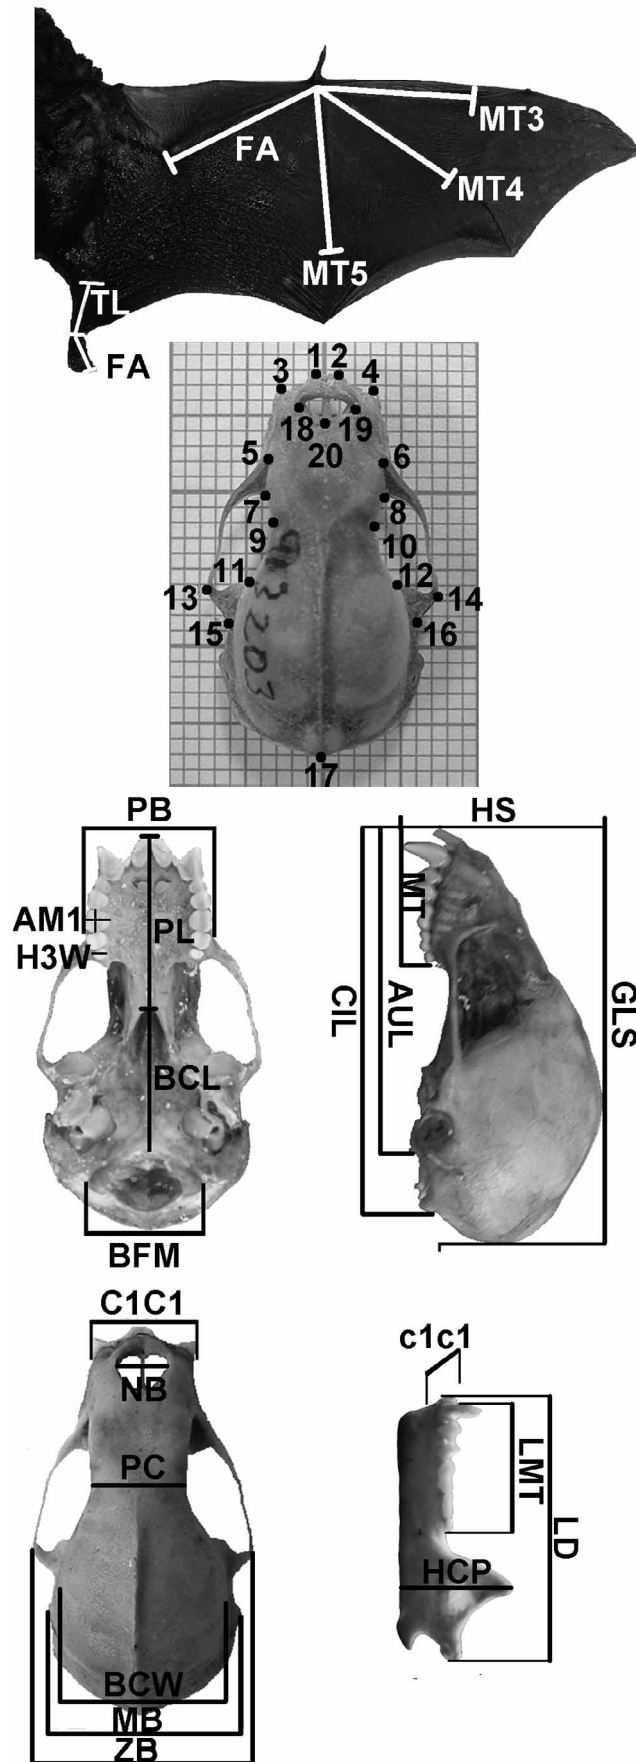 FA
MT3
MT4
MT5
TL
FA
1 2
3 4
18 19
20
5 6
7 8
9 10
11 12
13 14
15 16
3203
17
PB
HS
AM1
PL
H3W
MT
CIL
AUL
GLS
BCL
BFM
C1C1
c1c1
NB
PC
LMT
LD
HCP
BCW
MB
ZB